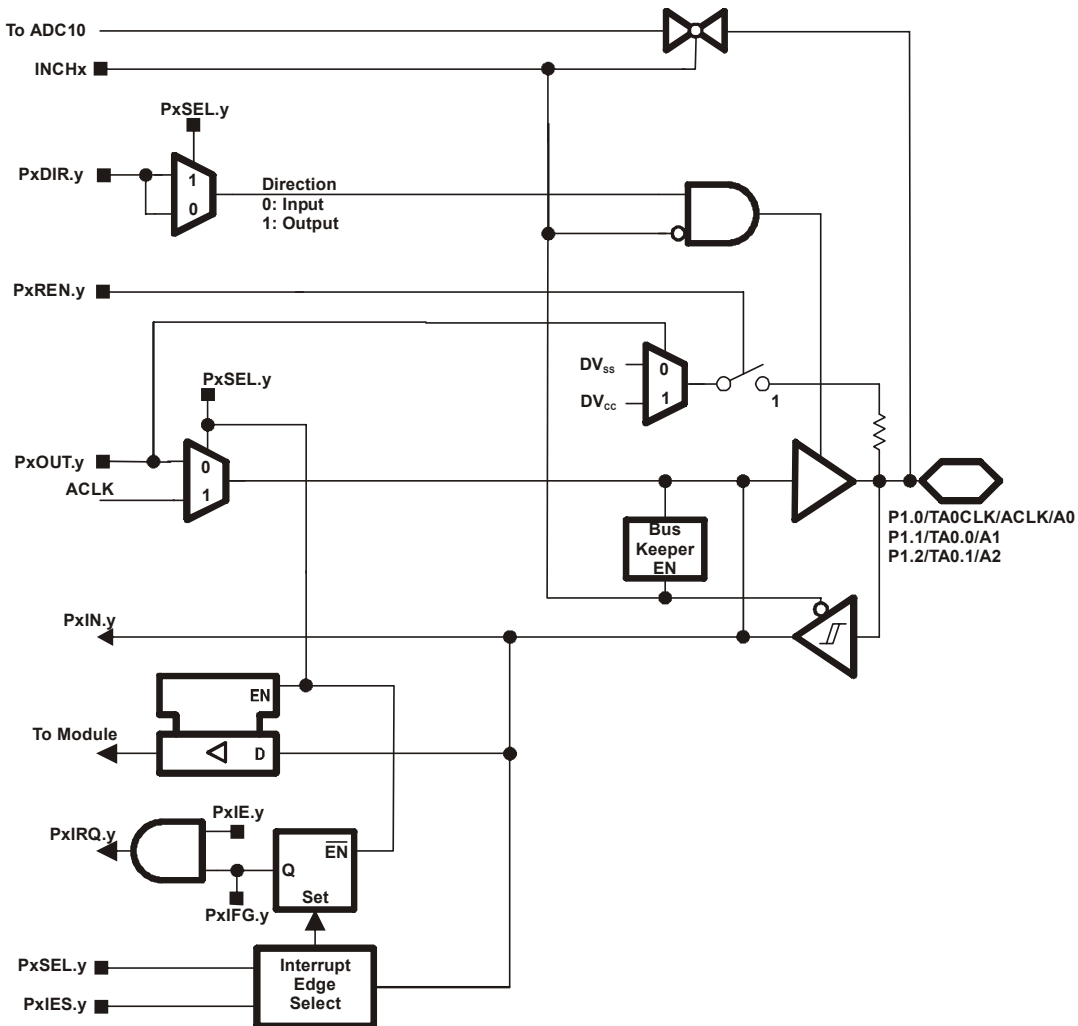 To ADC10
INCHx
PxSEL.y
PxDIR.y
1
0
Direction
0: Input
1: Output
PxREN.y
DVSS
0
DVCC
1
1
PxSEL.y
PxOUT.y
0
ACLK
1
Bus
Keeper
EN
P1.0/TA0CLK/ACLK/A0
P1.1/TA0.0/A1
P1.2/TA0.1/A2
PxIN.y
EN
To Module
D
PxIE.y
PxIRQ.y
EN
Q
Set
PxIFG.y
PxSEL.y
PxIES.y
Interrupt
Edge
Select